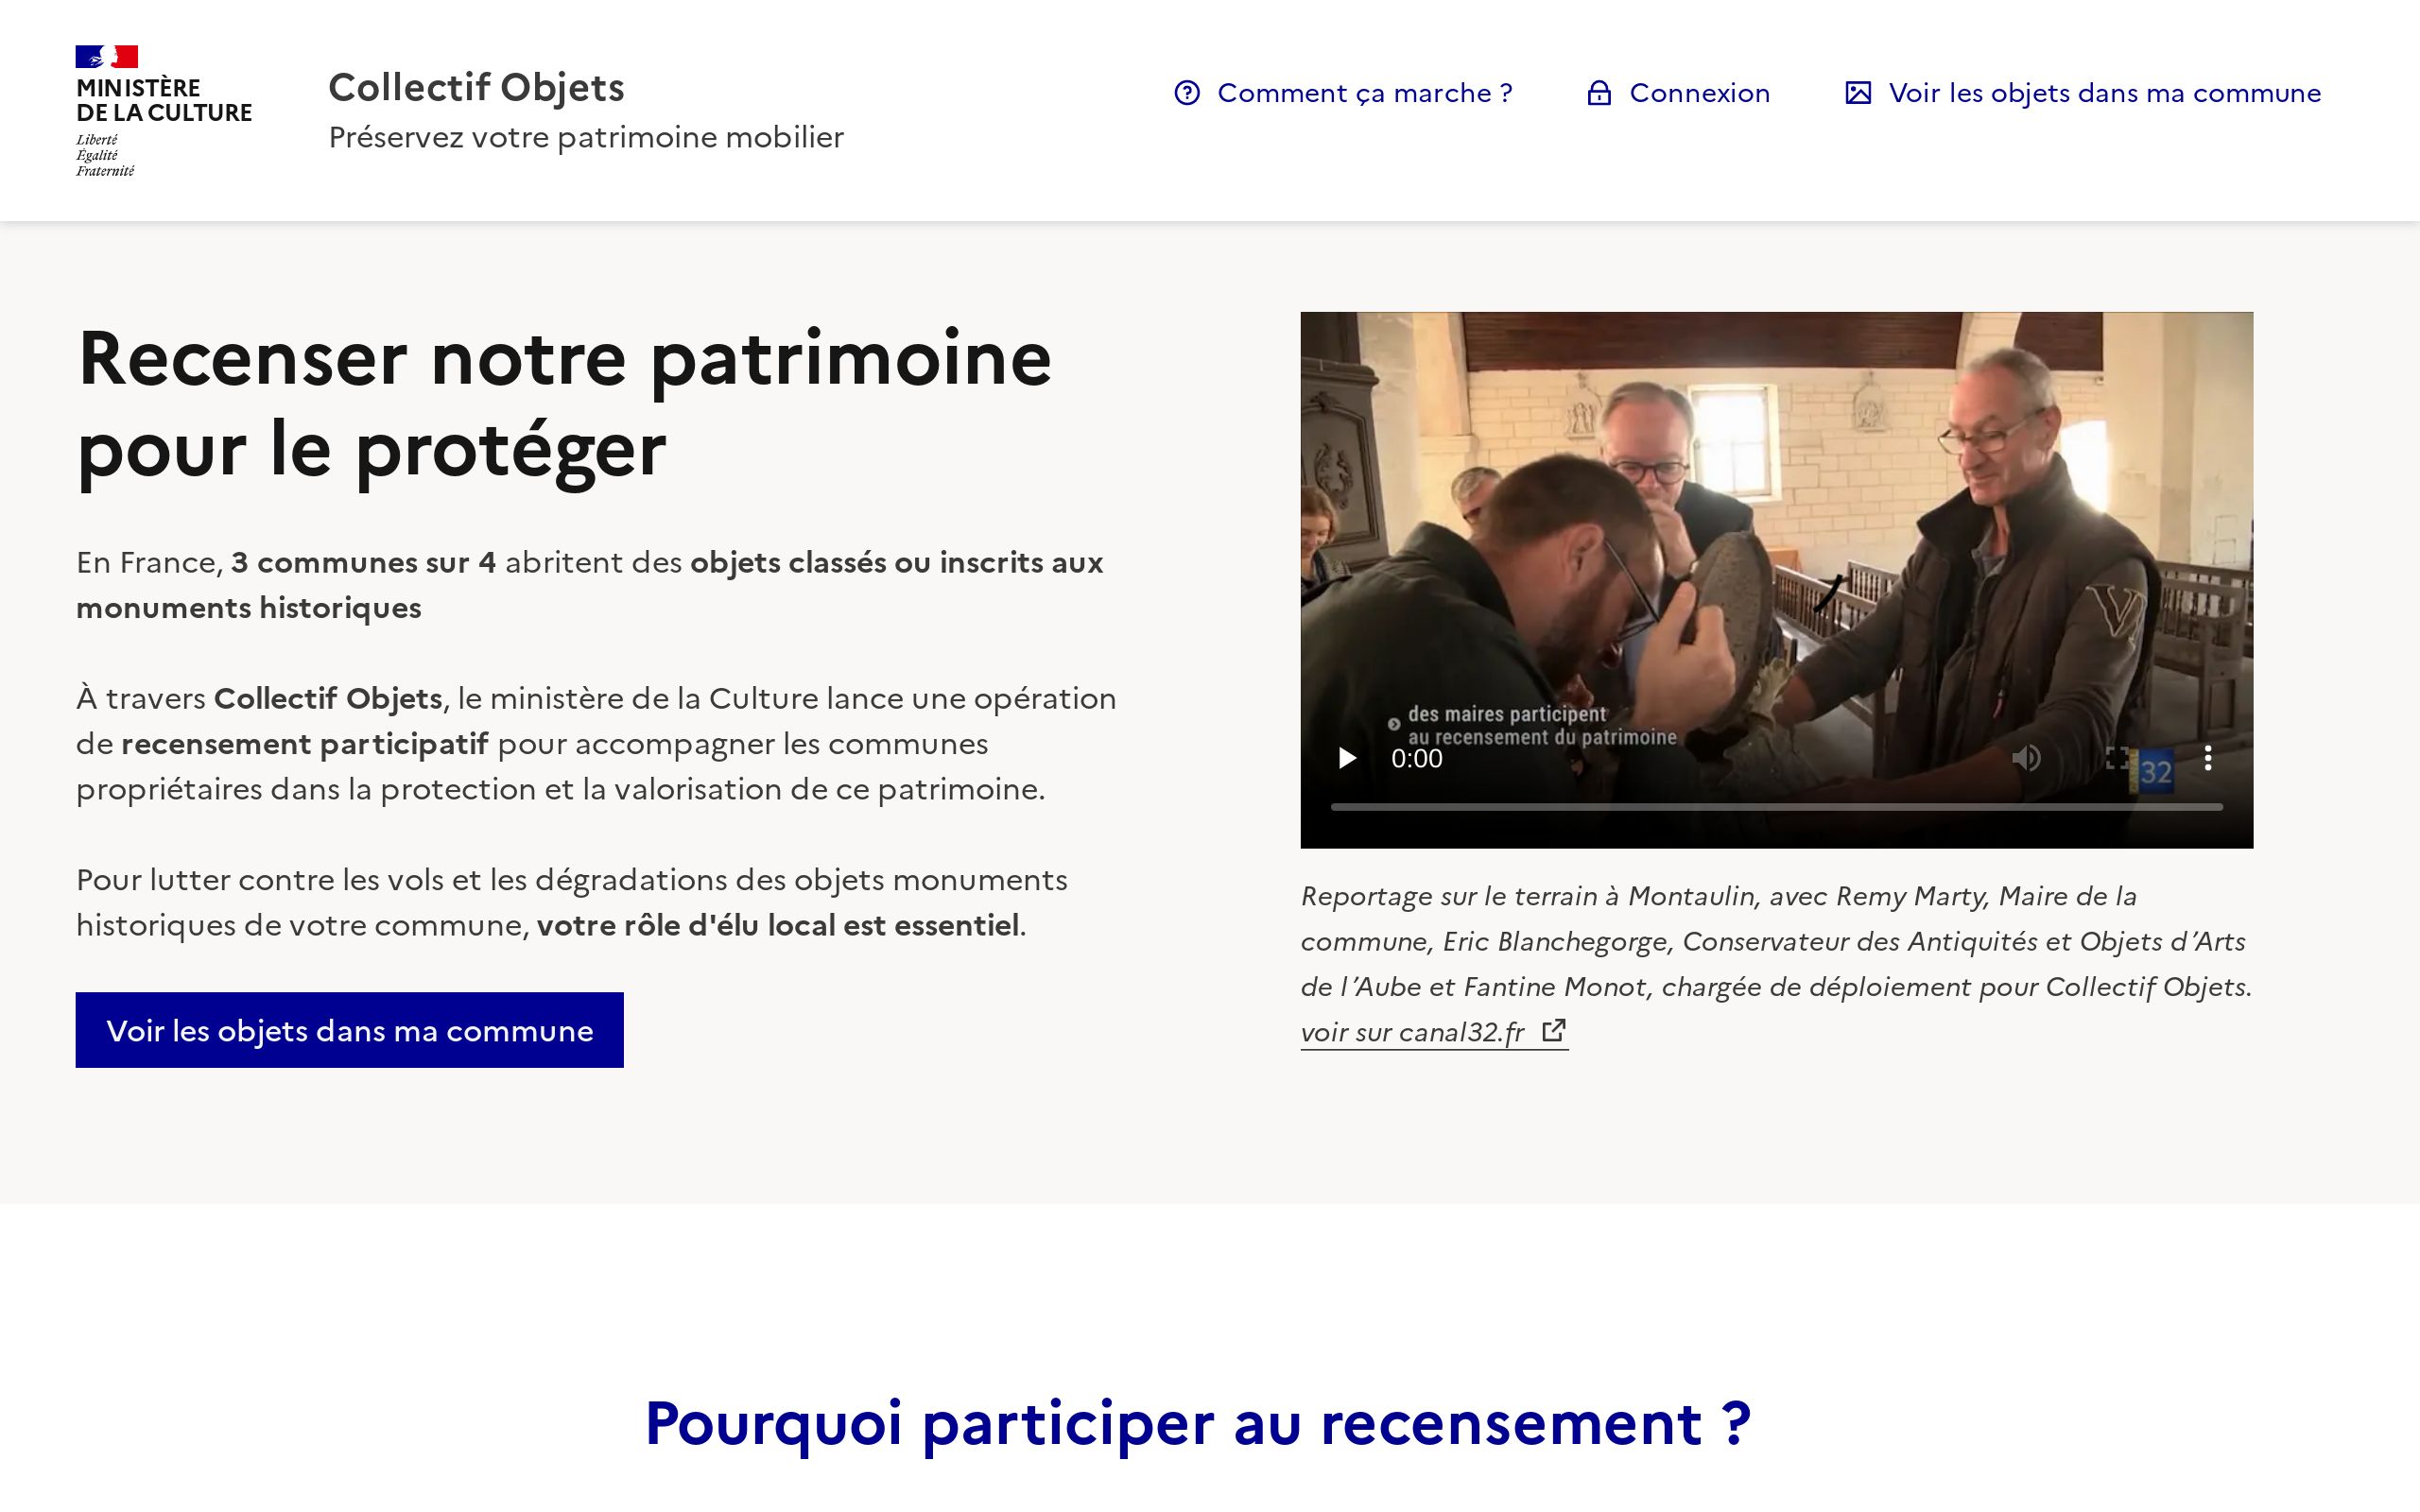 MINISTÈRE
DE LA CULTURE
Liberté
Égalité
Fraternité
Collectif Objets
Préservez votre patrimoine mobilier
Comment ça marche ?
Connexion
Voir les objets dans ma commune
Recenser notre patrimoine
pour le protéger
En France, 3 communes sur 4 abritent des objets classés ou inscrits aux
monuments historiques
À travers Collectif Objets, le ministère de la Culture lance une opération
de recensement participatif pour accompagner les communes
propriétaires dans la protection et la valorisation de ce patrimoine.
Pour lutter contre les vols et les dégradations des objets monuments
historiques de votre commune, votre rôle d'élu local est essentiel.
Voir les objets dans ma commune
V
des maires participent
au recensement du patrimoine
0:00
CANAL 32
Reportage sur le terrain à Montaulin, avec Remy Marty, Maire de la
commune, Eric Blanchegorge, Conservateur des Antiquités et Objets d’Arts
de l’Aube et Fantine Monot, chargée de déploiement pour Collectif Objets.
voir sur canal32.fr
Pourquoi participer au recensement ?